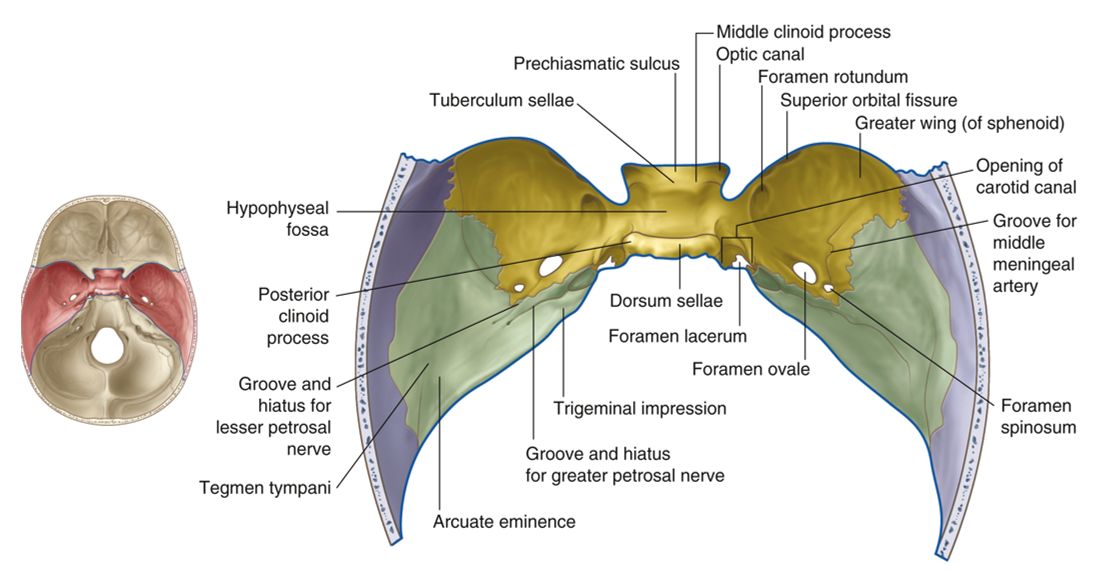 Middle clinoid process
Optic canal
Prechiasmatic sulcus
Foramen rotundum
Tuberculum sellae
Superior orbital fissure
Greater wing (of sphenoid)
Opening of
carotid canal
Hypophyseal
fossa
Groove for
middle
meningeal
artery
Posterior
clinoid
process
Dorsum sellae
Foramen lacerum
Foramen ovale
Groove and
hiatus for
lesser petrosal
nerve
Trigeminal impression
Foramen
spinosum
Groove and hiatus
for greater petrosal nerve
Tegmen tympani
Arcuate eminence